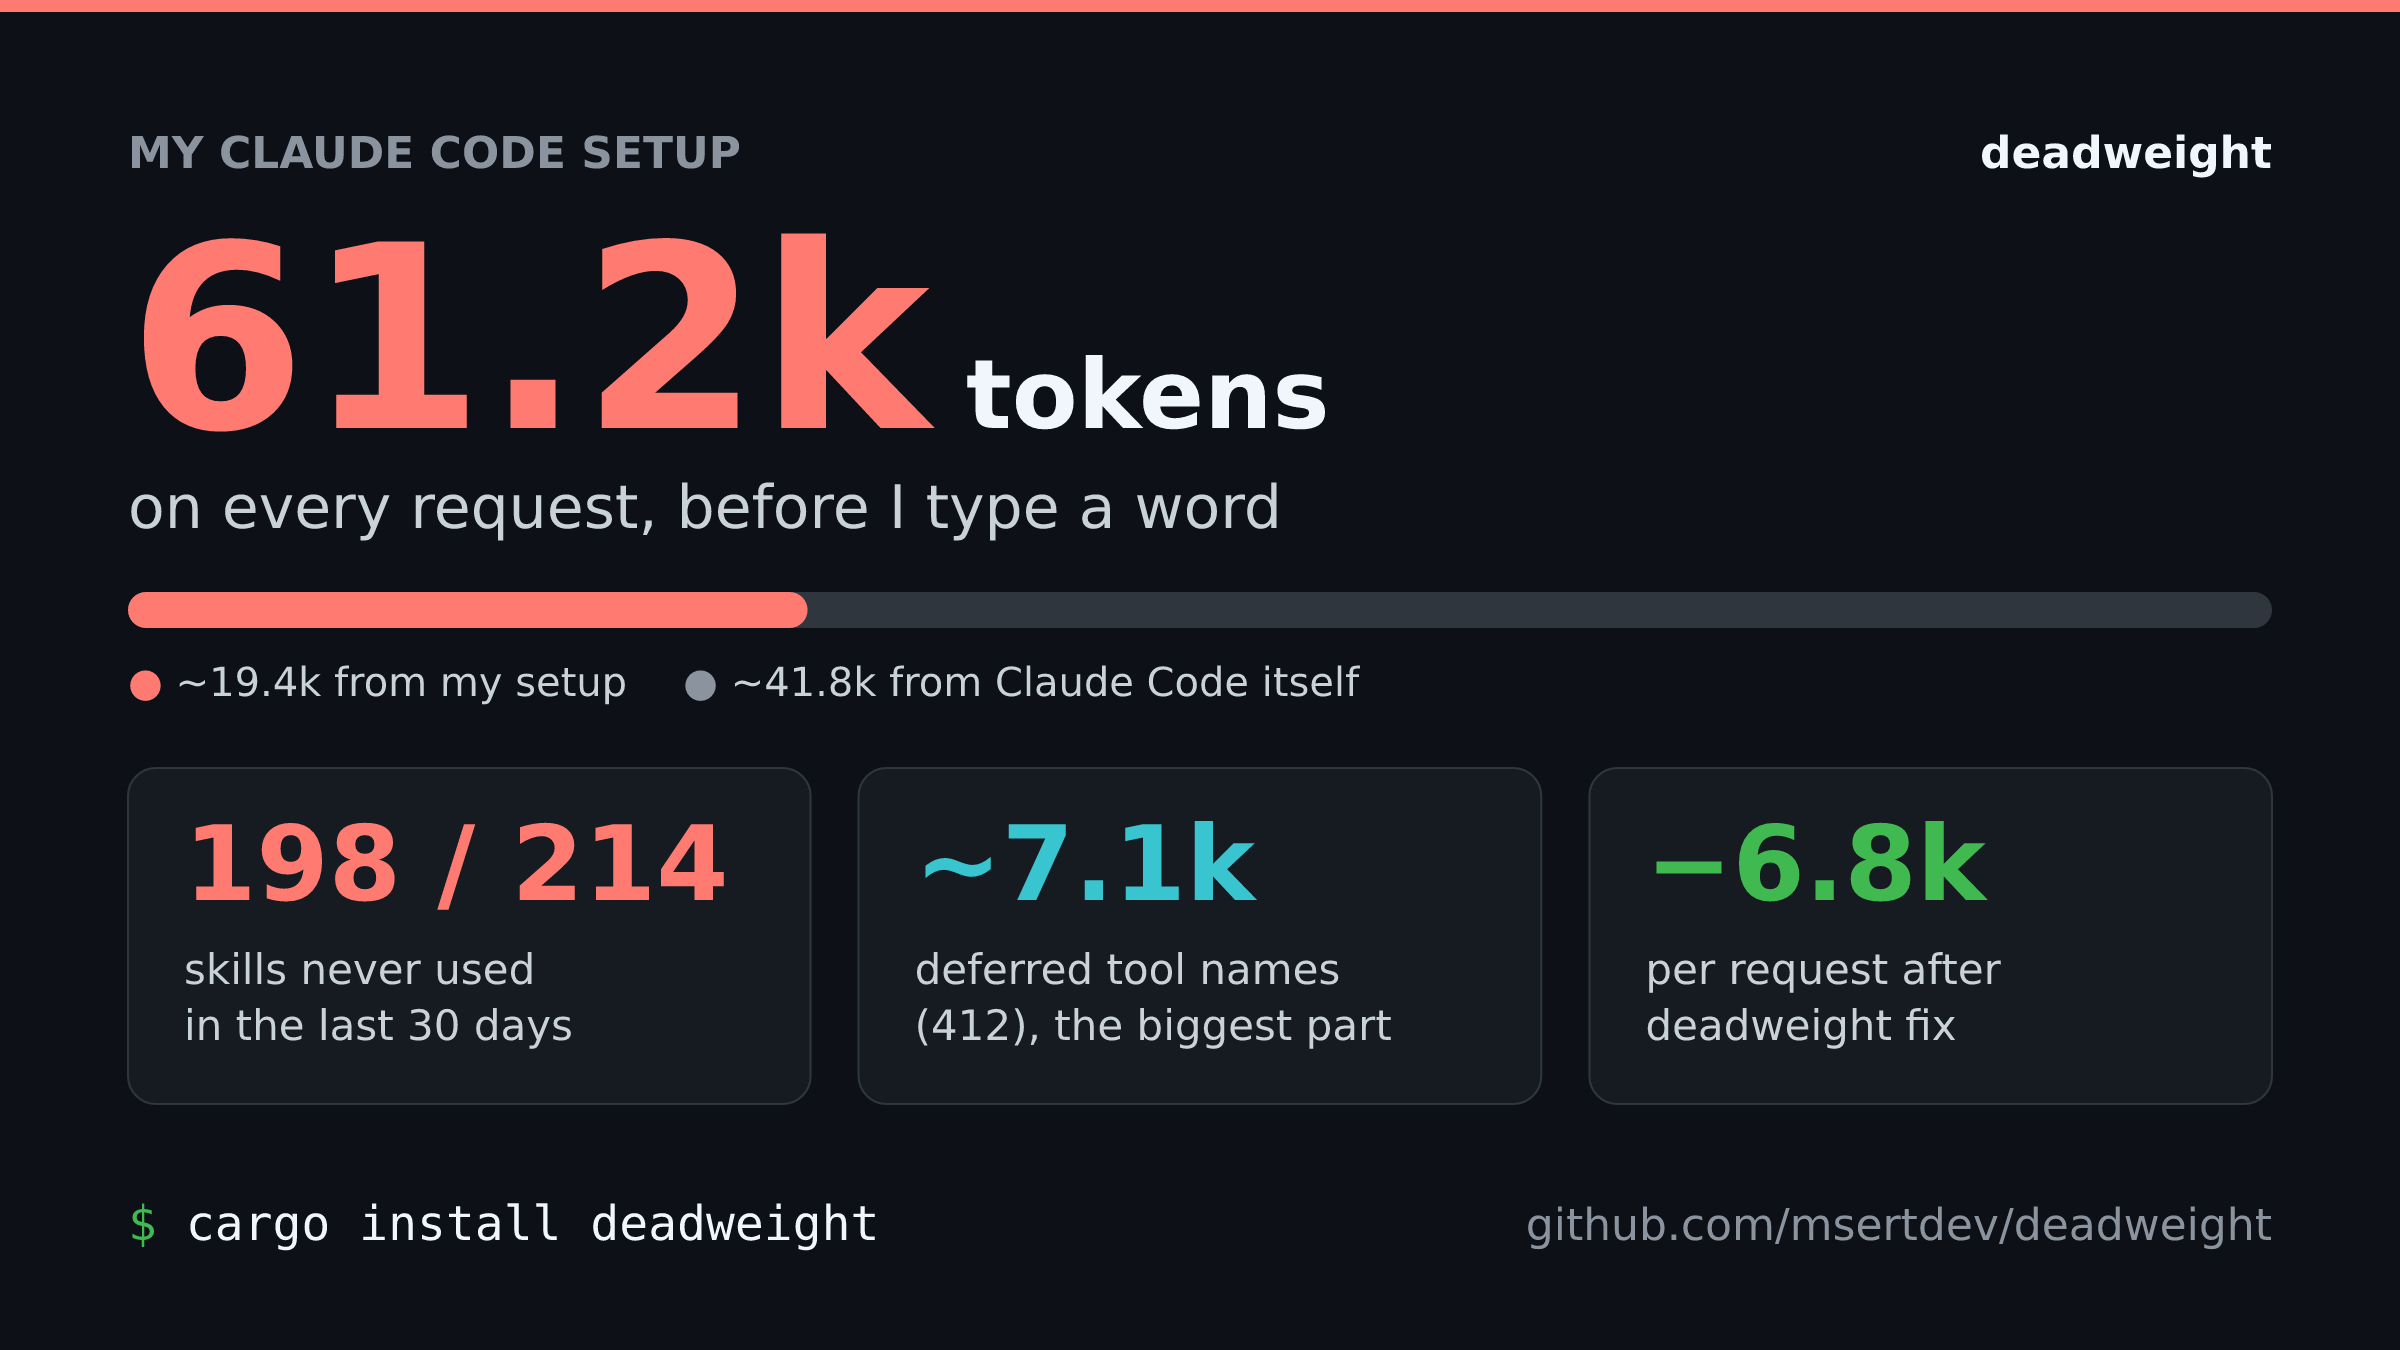 MY CLAUDE CODE SETUP
deadweight
61.2k tokens
on every request, before I type a word
~19.4k from my setup
~41.8k from Claude Code itself
198 / 214
skills never used
in the last 30 days
~7.1k
deferred tool names
(412), the biggest part
−6.8k
per request after
deadweight fix
$ cargo install deadweight
github.com/msertdev/deadweight